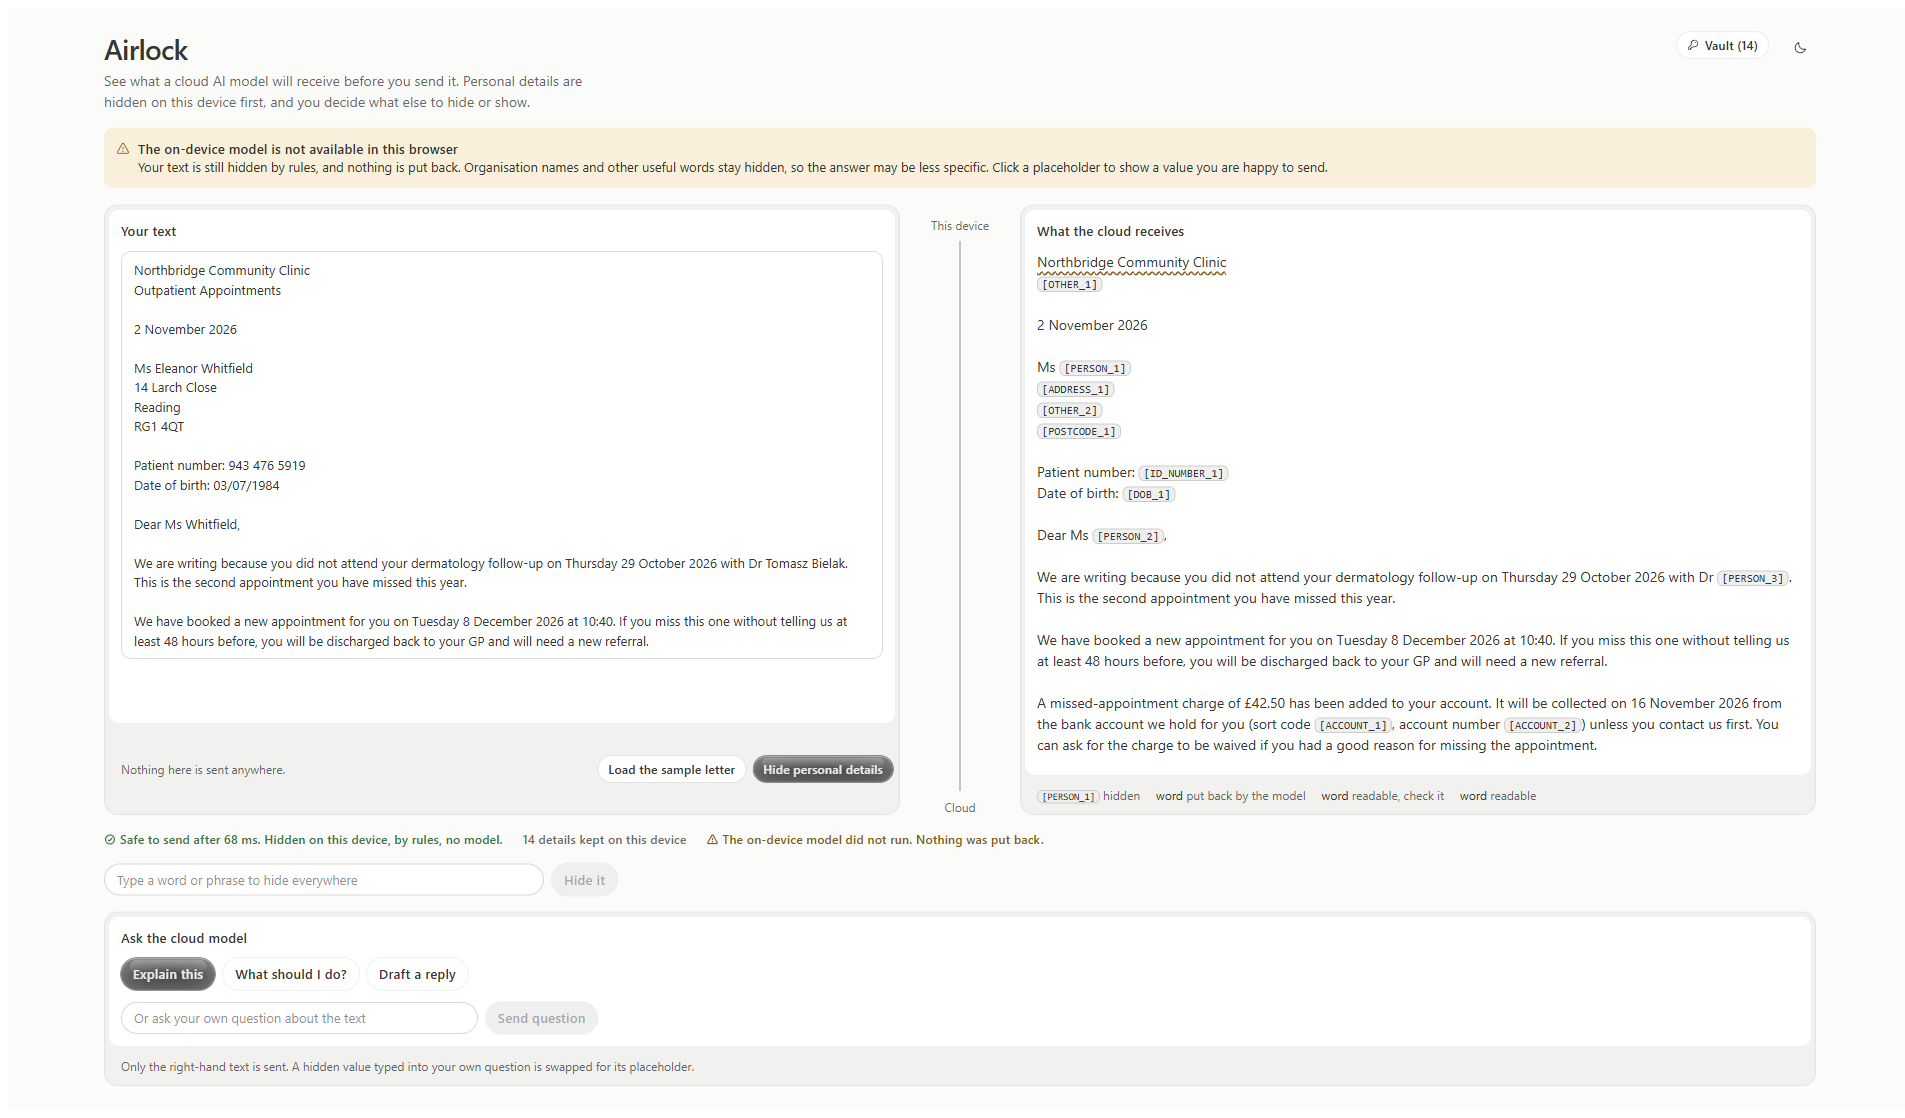 Airlock
Vault (14)
See what a cloud AI model will receive before you send it. Personal details are
hidden on this device first, and you decide what else to hide or show.
The on-device model is not available in this browser
Your text is still hidden by rules, and nothing is put back. Organisation names and other useful words stay hidden, so the answer may be less specific. Click a placeholder to show a value you are happy to send.
Your text
Northbridge Community Clinic
Outpatient Appointments
2 November 2026
Ms Eleanor Whitfield
14 Larch Close
Reading
RG1 4QT
Patient number: 943 476 5919
Date of birth: 03/07/1984
Dear Ms Whitfield,
We are writing because you did not attend your dermatology follow-up on Thursday 29 October 2026 with Dr Tomasz Bielak.
This is the second appointment you have missed this year.
We have booked a new appointment for you on Tuesday 8 December 2026 at 10:40. If you miss this one without telling us at
least 48 hours before, you will be discharged back to your GP and will need a new referral.
Nothing here is sent anywhere.
Load the sample letter
Hide personal details
This device
Cloud
What the cloud receives
Northbridge Community Clinic
[OTHER_1]
2 November 2026
Ms [PERSON_1]
[ADDRESS_1]
[OTHER_2]
[POSTCODE_1]
Patient number: [ID_NUMBER_1]
Date of birth: [DOB_1]
Dear Ms [PERSON_2],
We are writing because you did not attend your dermatology follow-up on Thursday 29 October 2026 with Dr [PERSON_3].
This is the second appointment you have missed this year.
We have booked a new appointment for you on Tuesday 8 December 2026 at 10:40. If you miss this one without telling us
at least 48 hours before, you will be discharged back to your GP and will need a new referral.
A missed-appointment charge of £42.50 has been added to your account. It will be collected on 16 November 2026 from
the bank account we hold for you (sort code [ACCOUNT_1], account number [ACCOUNT_2]) unless you contact us first. You
can ask for the charge to be waived if you had a good reason for missing the appointment.
[PERSON_1] hidden word put back by the model word readable, check it word readable
Safe to send after 68 ms. Hidden on this device, by rules, no model. 14 details kept on this device The on-device model did not run. Nothing was put back.
Type a word or phrase to hide everywhere
Hide it
Ask the cloud model
Explain this
What should I do?
Draft a reply
Or ask your own question about the text
Send question
Only the right-hand text is sent. A hidden value typed into your own question is swapped for its placeholder.